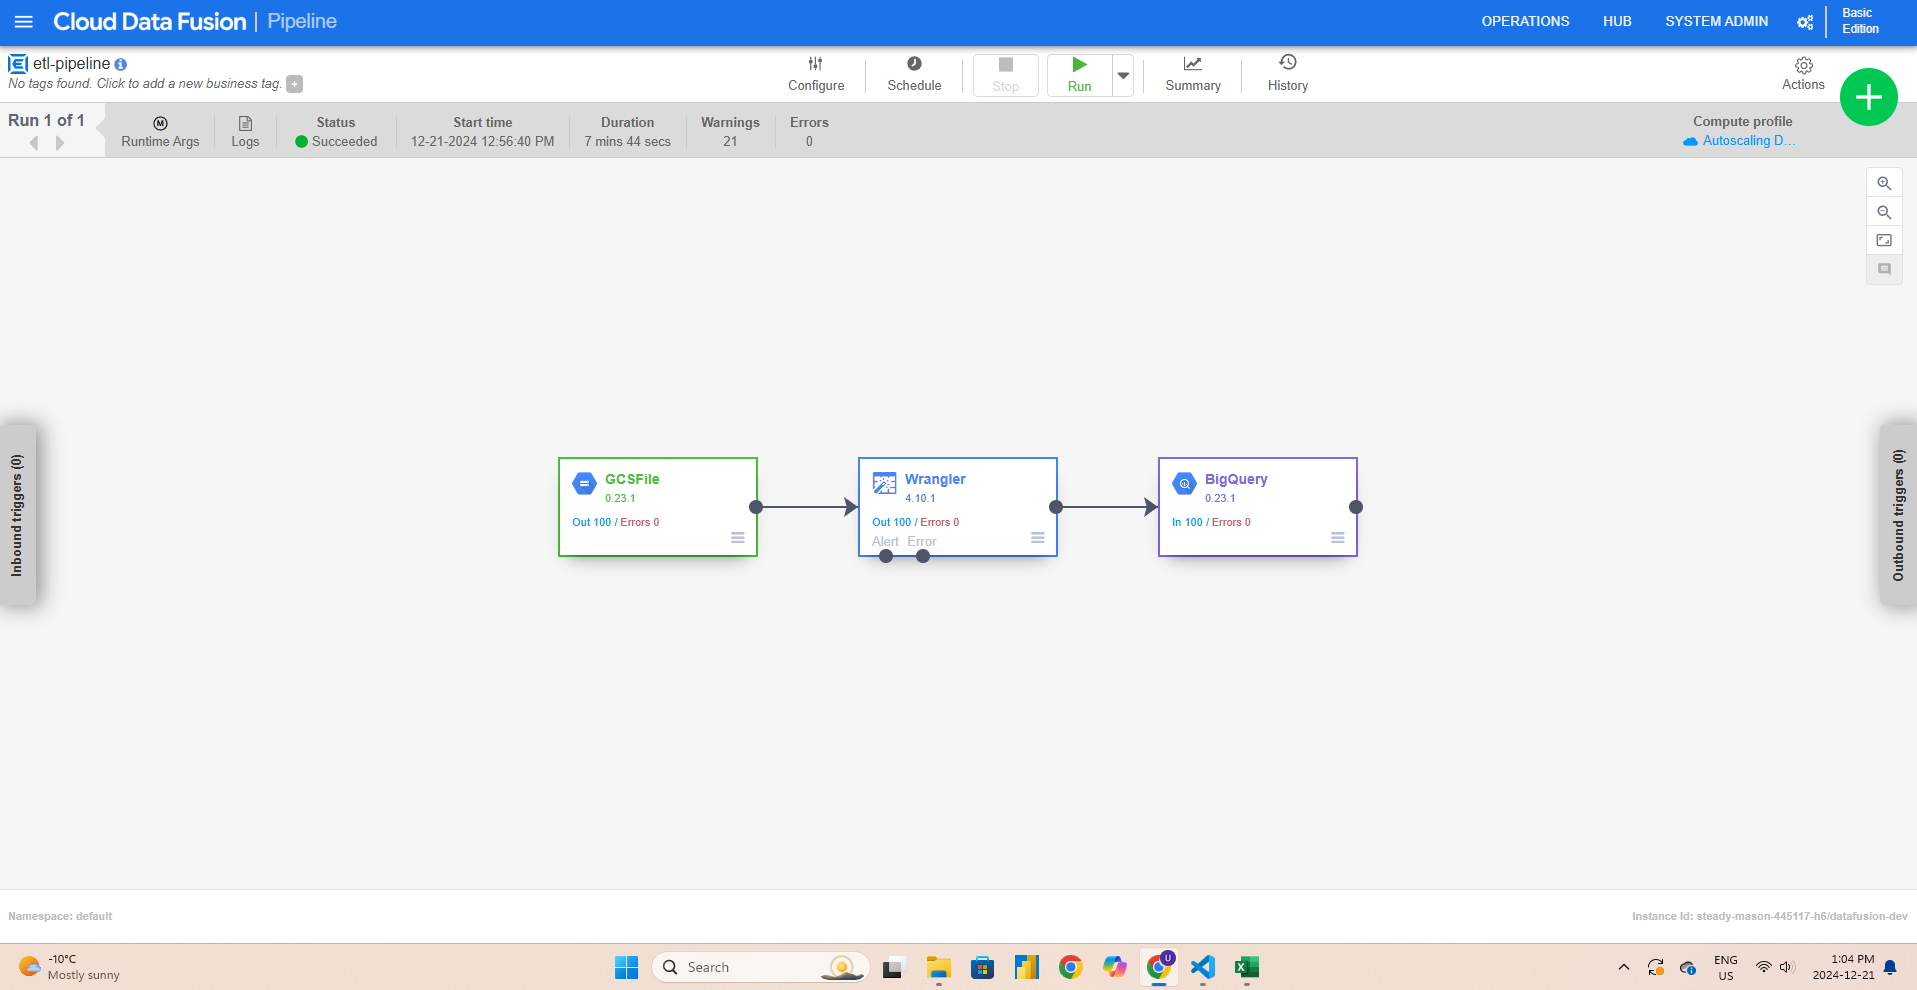 Cloud Data Fusion | Pipeline
OPERATIONS HUB SYSTEM ADMIN Basic Edition
etl-pipeline
No tags found. Click to add a new business tag. +
Configure Schedule Stop Run Summary History Actions
Run 1 of 1
Runtime Args
Logs
Status
Succeeded
Start time
12-21-2024 12:56:40 PM
Duration
7 mins 44 secs
Warnings
21
Errors
0
Compute profile
Autoscaling D...
Inbound triggers (0)
GCSFile
0.23.1
Out 100 / Errors 0
Wrangler
4.10.1
Out 100 / Errors 0
Alert Error
BigQuery
0.23.1
In 100 / Errors 0
Outbound triggers (0)
Namespace: default
Instance Id: steady-mason-445117-h6/datafusion-dev
-10°C
Mostly sunny
Search
U
ENG
US
1:04 PM
2024-12-21